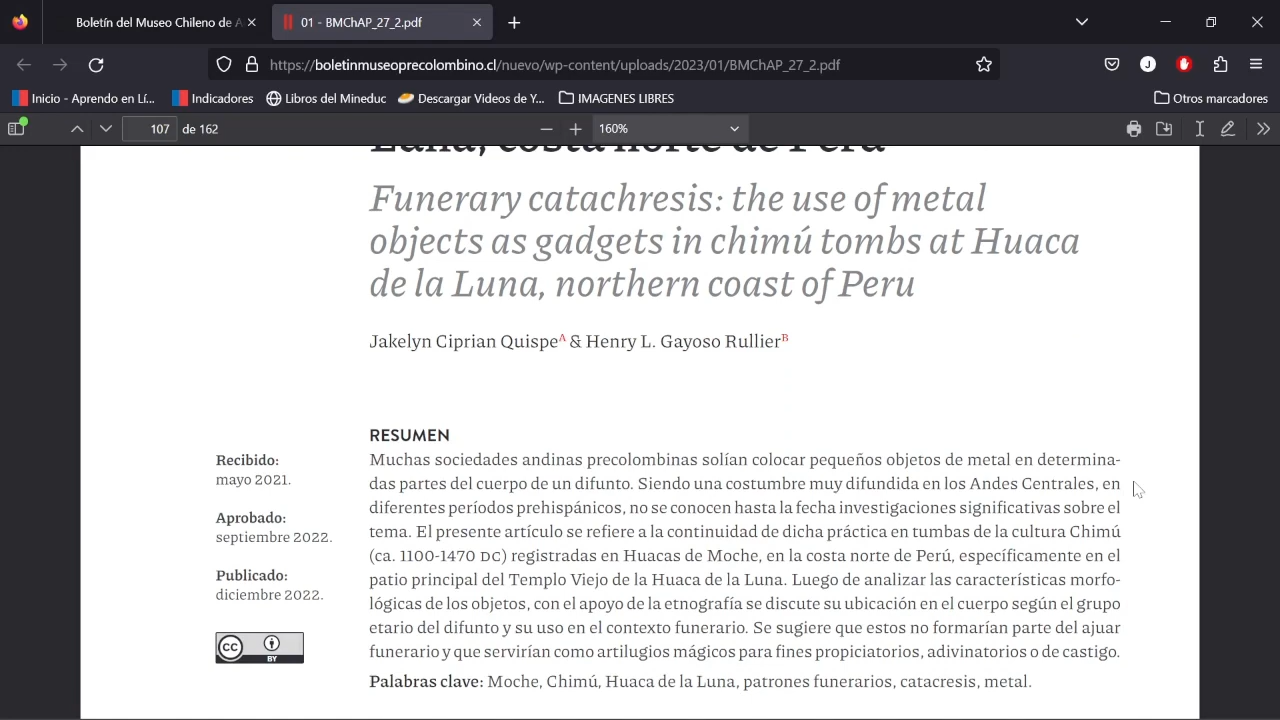 Boletín del Museo Chileno de A
01 - BMChAP_27_2.pdf
https://boletinmuseoprecolombino.cl/nuevo/wp-content/uploads/2023/01/BMChAP_27_2.pdf
J
Inicio - Aprendo en Lí... Indicadores Libros del Mineduc Descargar Videos de Y... IMAGENES LIBRES Otros marcadores
107 de 162 160%
Luna, costa norte de Perú
Funerary catachresis: the use of metal
objects as gadgets in chimú tombs at Huaca
de la Luna, northern coast of Peru
Jakelyn Ciprian Quispeᴬ & Henry L. Gayoso Rullierᴮ
Recibido:
mayo 2021.
Aprobado:
septiembre 2022.
Publicado:
diciembre 2022.
cc BY
RESUMEN
Muchas sociedades andinas precolombinas solían colocar pequeños objetos de metal en determina-
das partes del cuerpo de un difunto. Siendo una costumbre muy difundida en los Andes Centrales, en
diferentes períodos prehispánicos, no se conocen hasta la fecha investigaciones significativas sobre el
tema. El presente artículo se refiere a la continuidad de dicha práctica en tumbas de la cultura Chimú
(ca. 1100-1470 DC) registradas en Huacas de Moche, en la costa norte de Perú, específicamente en el
patio principal del Templo Viejo de la Huaca de la Luna. Luego de analizar las características morfo-
lógicas de los objetos, con el apoyo de la etnografía se discute su ubicación en el cuerpo según el grupo
etario del difunto y su uso en el contexto funerario. Se sugiere que estos no formarían parte del ajuar
funerario y que servirían como artilugios mágicos para fines propiciatorios, adivinatorios o de castigo.
Palabras clave: Moche, Chimú, Huaca de la Luna, patrones funerarios, catacresis, metal.